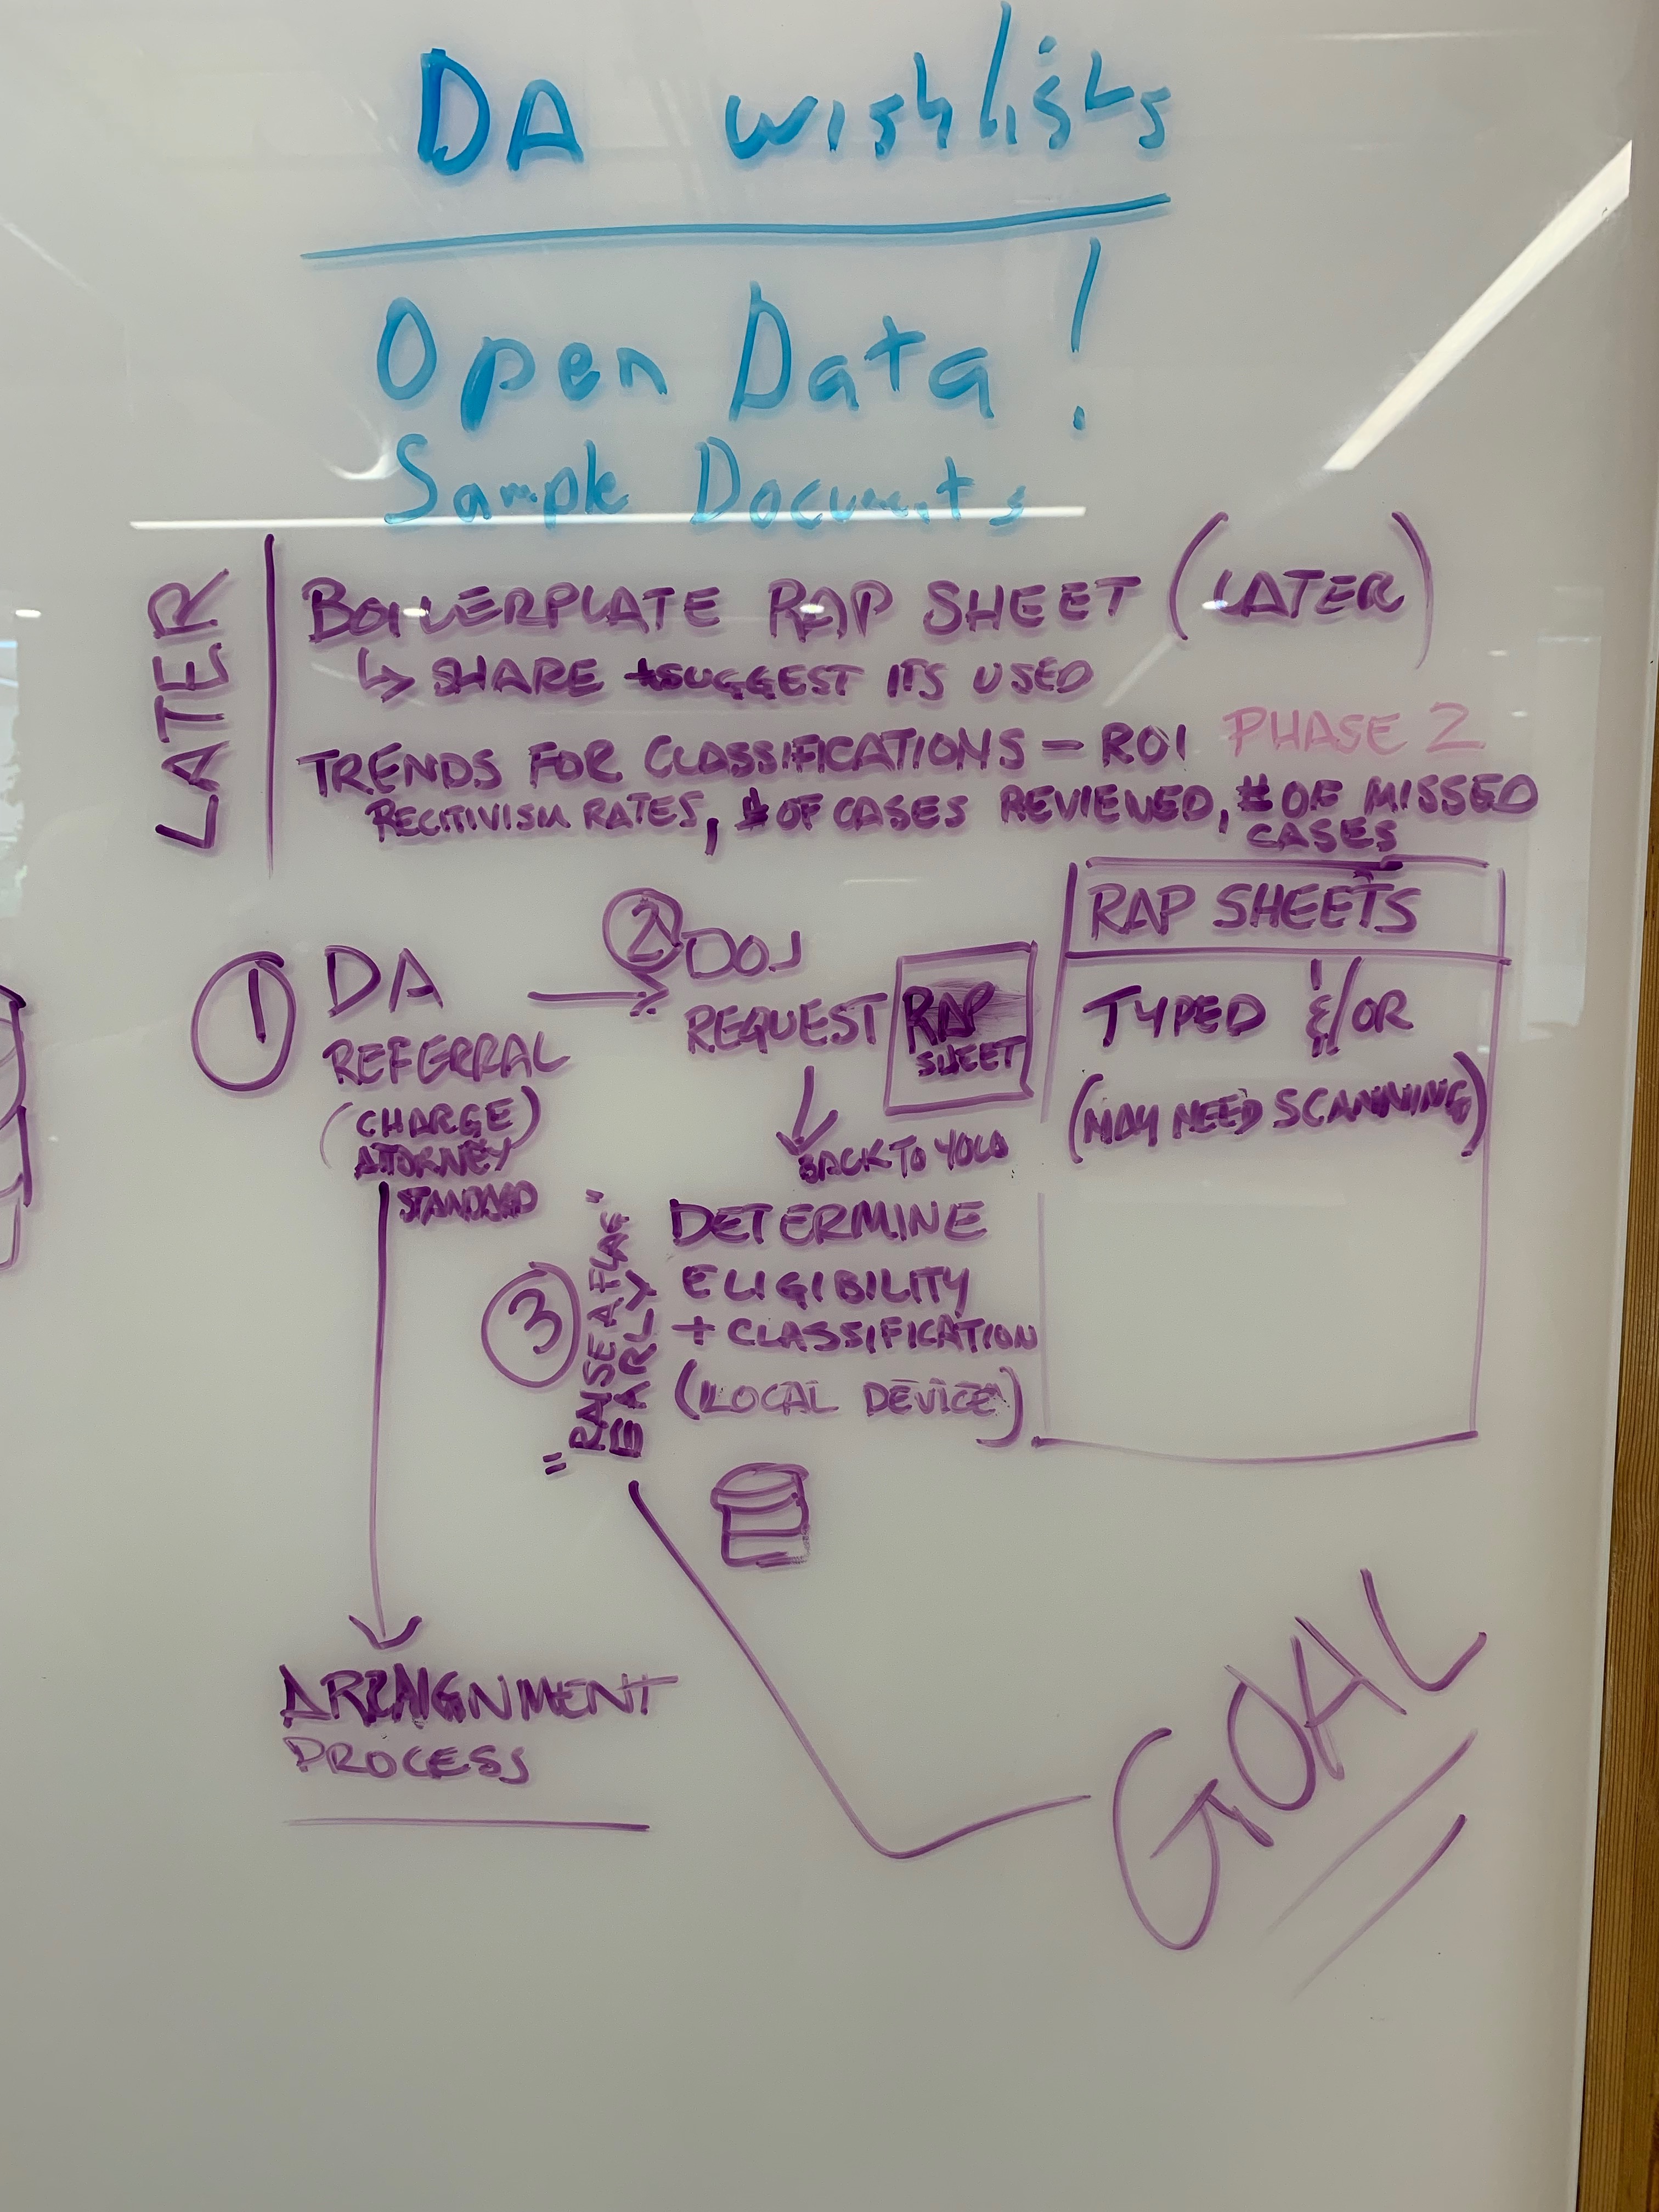 DA wishlists
Open Data!
Sample Documents
LATER
BOILERPLATE RAP SHEET (LATER)
↳ SHARE + SUGGEST ITS USED
TRENDS FOR CLASSIFICATIONS - ROI PHASE 2
RECITIVISM RATES, # OF CASES REVIEWED, # OF MISSED
CASES
RAP SHEETS
TYPED &/OR
(MAY NEED SCANNING)
1 DA
REFERRAL
(CHARGE)
ATTORNEY
STANDARD
2 DOJ
REQUEST
RAP
SHEET
BACK TO YOLO
3
"RAISE A FLAG"
EARLY
DETERMINE
ELIGIBILITY
+ CLASSIFICATION
(LOCAL DEVICE)
ARRAIGNMENT
PROCESS
GOAL